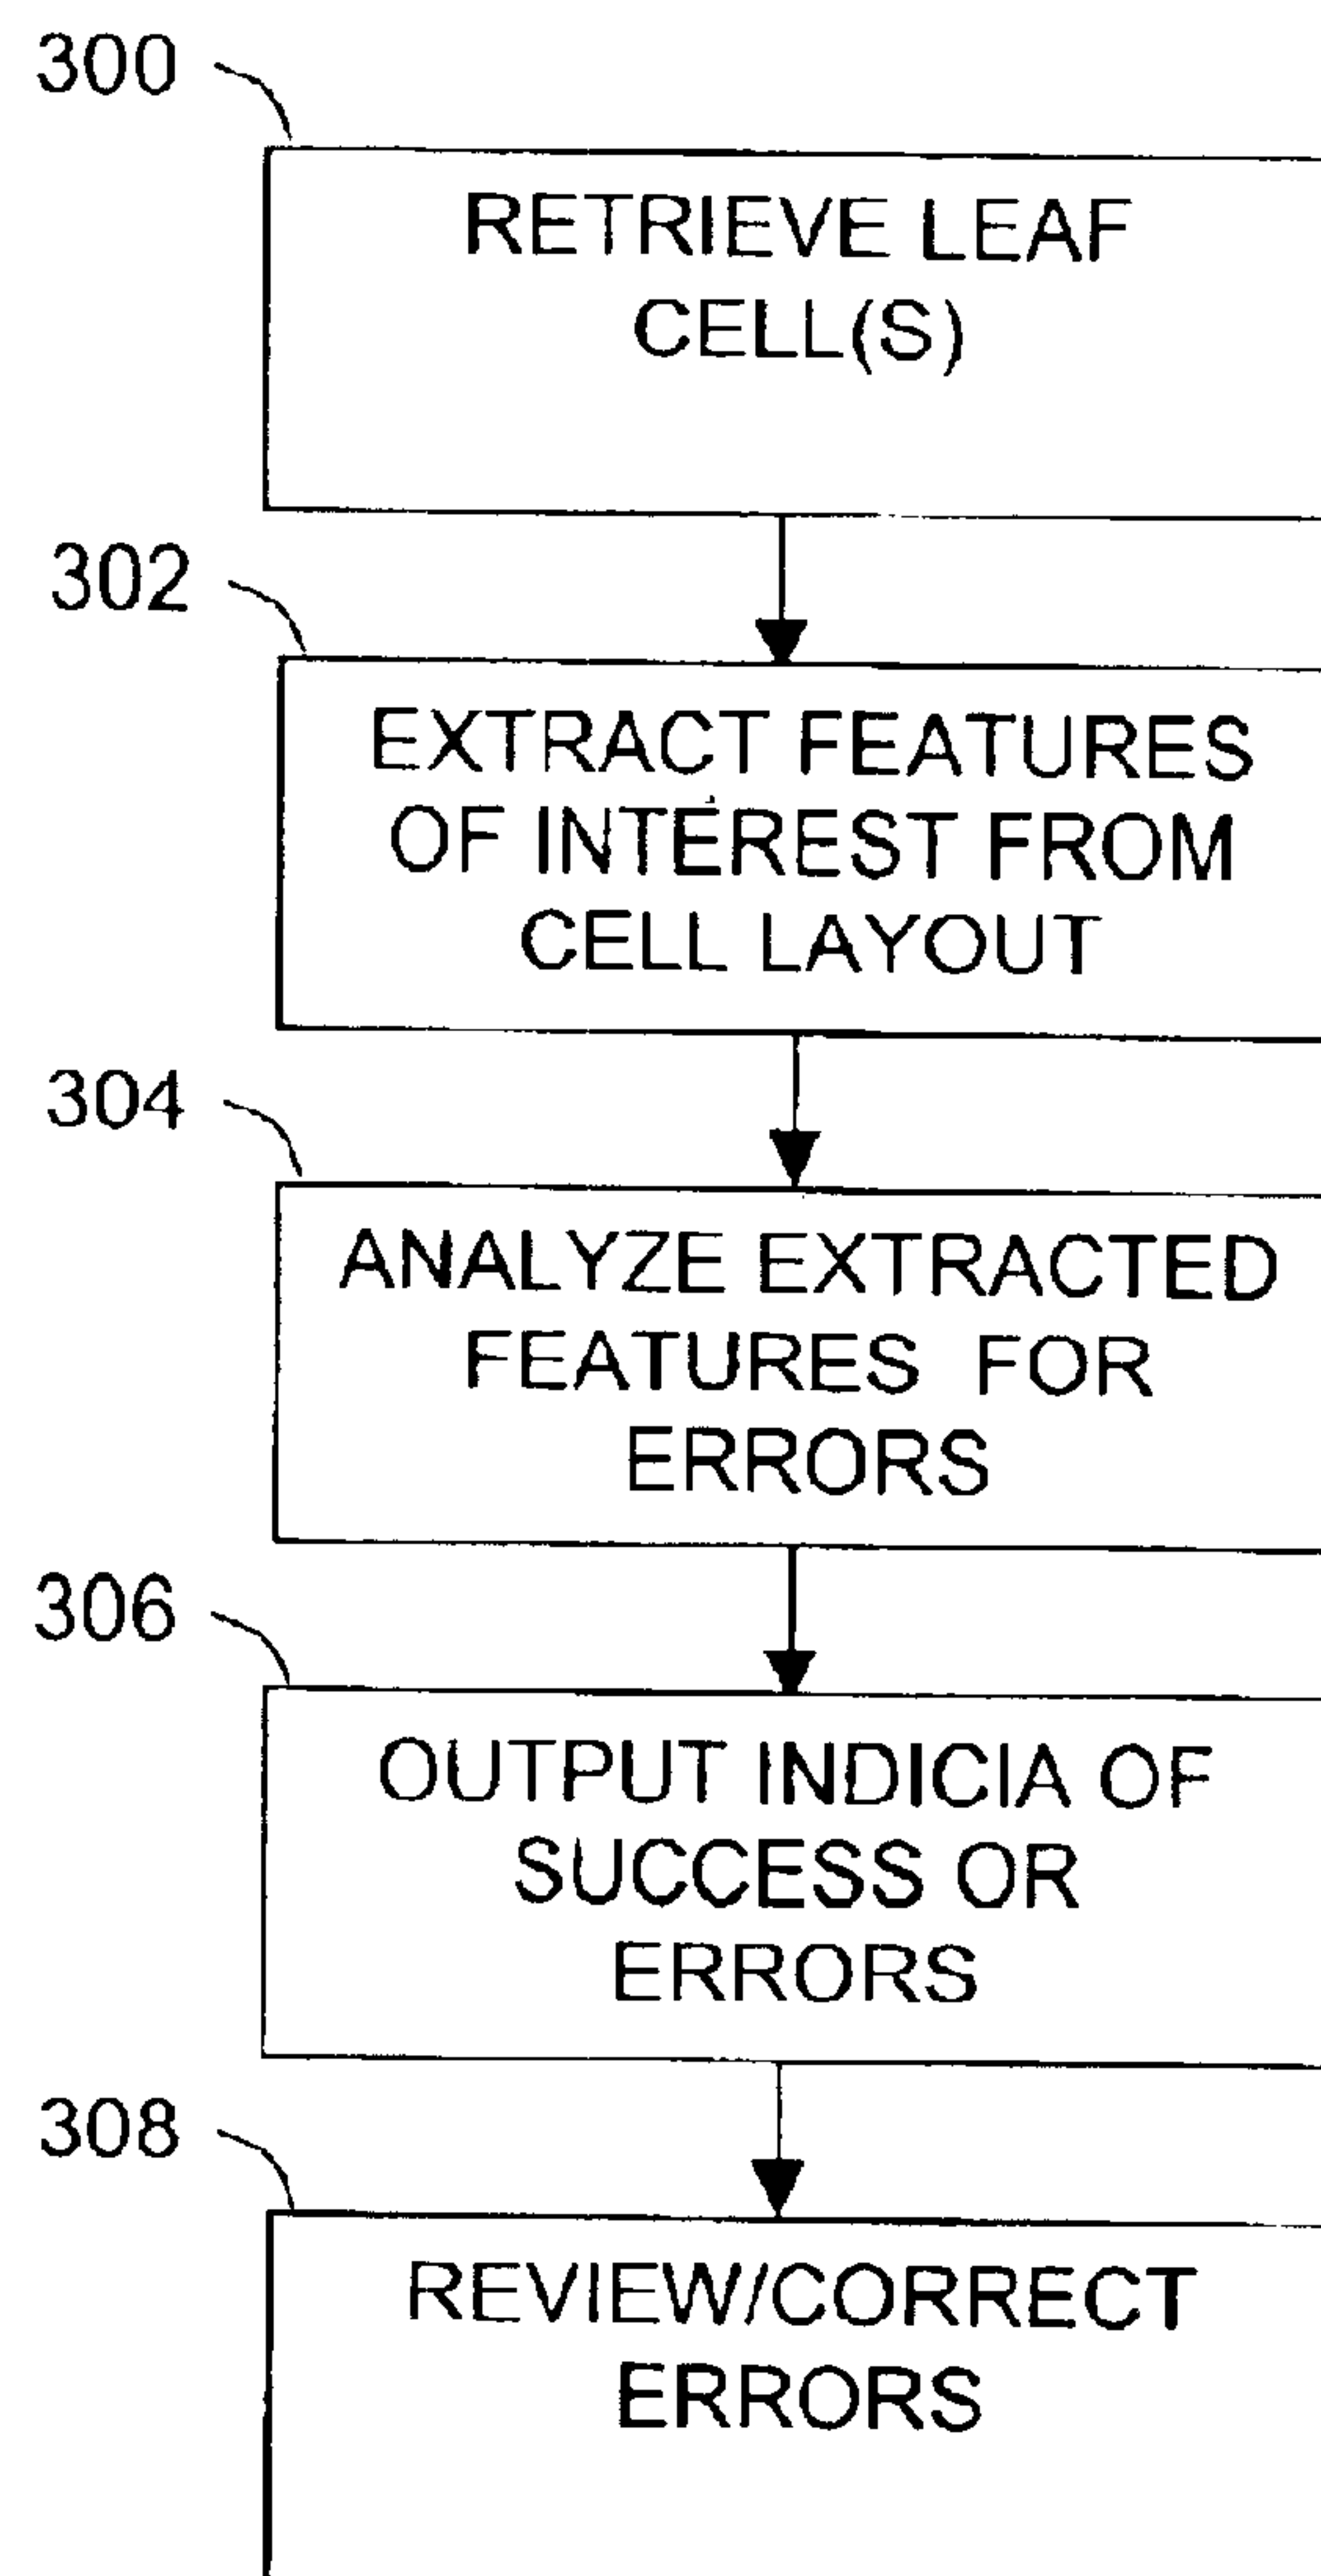 300
RETRIEVE LEAF
CELL(S)
302
EXTRACT FEATURES
OF INTEREST FROM
CELL LAYOUT
304
ANALYZE EXTRACTED
FEATURES FOR
ERRORS
306
OUTPUT INDICIA OF
SUCCESS OR
ERRORS
308
REVIEW/CORRECT
ERRORS